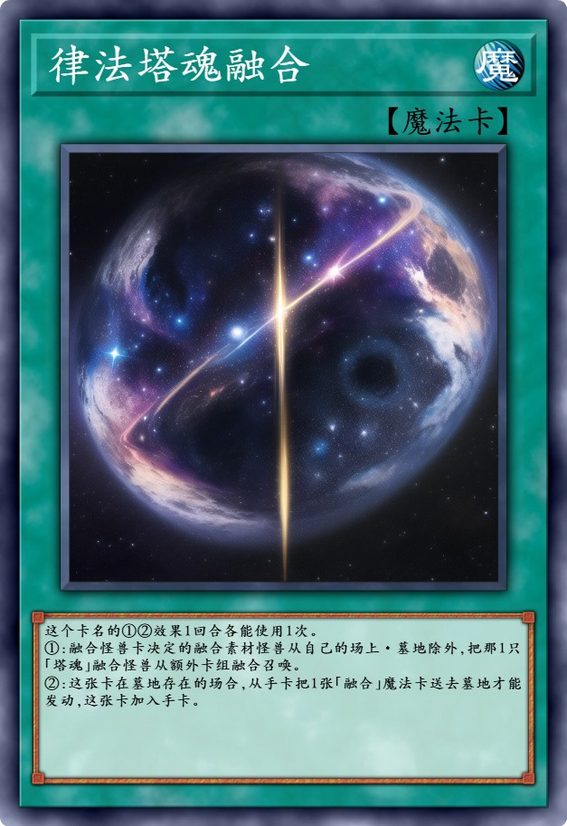 律法塔魂融合
魔
【魔法卡】
这个卡名的①②效果1回合各能使用1次。
①:融合怪兽卡决定的融合素材怪兽从自己的场上·墓地除外,把那1只
「塔魂」融合怪兽从额外卡组融合召唤。
②:这张卡在墓地存在的场合,从手卡把1张「融合」魔法卡送去墓地才能
发动,这张卡加入手卡。